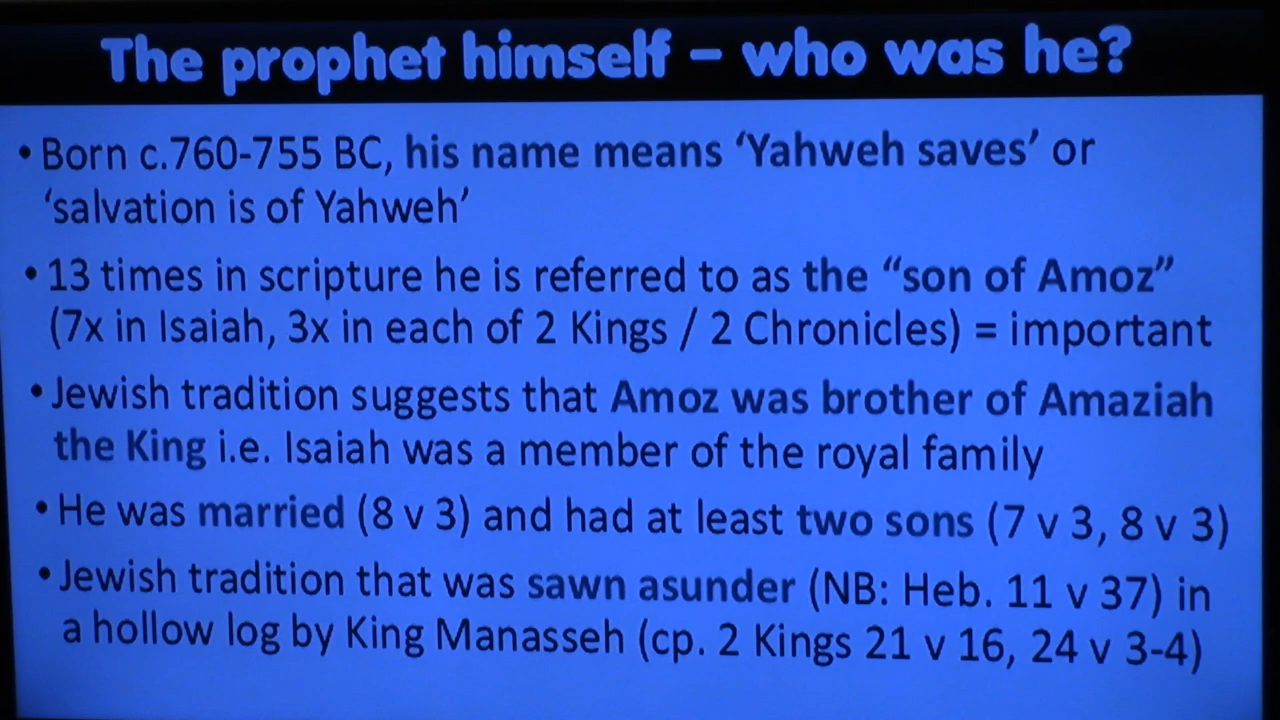 The prophet himself – who was he?
• Born c.760-755 BC, his name means ‘Yahweh saves’ or
‘salvation is of Yahweh’
• 13 times in scripture he is referred to as the “son of Amoz”
(7x in Isaiah, 3x in each of 2 Kings / 2 Chronicles) = important
• Jewish tradition suggests that Amoz was brother of Amaziah
the King i.e. Isaiah was a member of the royal family
• He was married (8 v 3) and had at least two sons (7 v 3, 8 v 3)
• Jewish tradition that was sawn asunder (NB: Heb. 11 v 37) in
a hollow log by King Manasseh (cp. 2 Kings 21 v 16, 24 v 3-4)